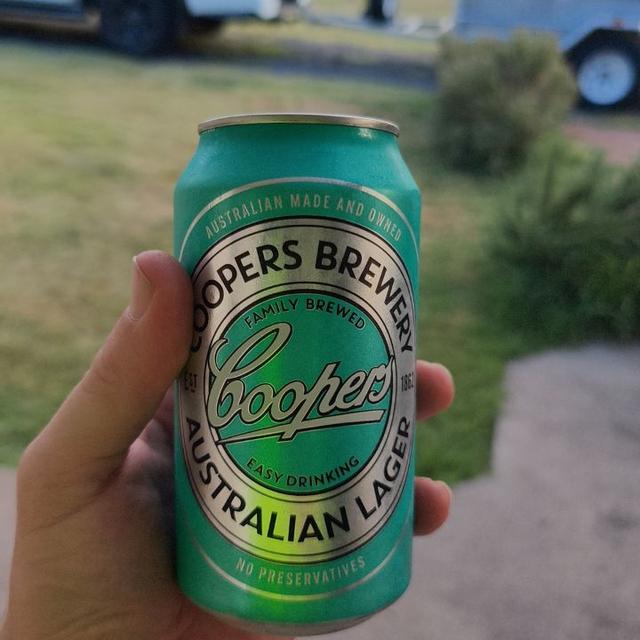 AUSTRALIAN MADE AND OWNED
COOPERS BREWERY
FAMILY BREWED
EST
1862
Coopers
EASY DRINKING
AUSTRALIAN LAGER
NO PRESERVATIVES